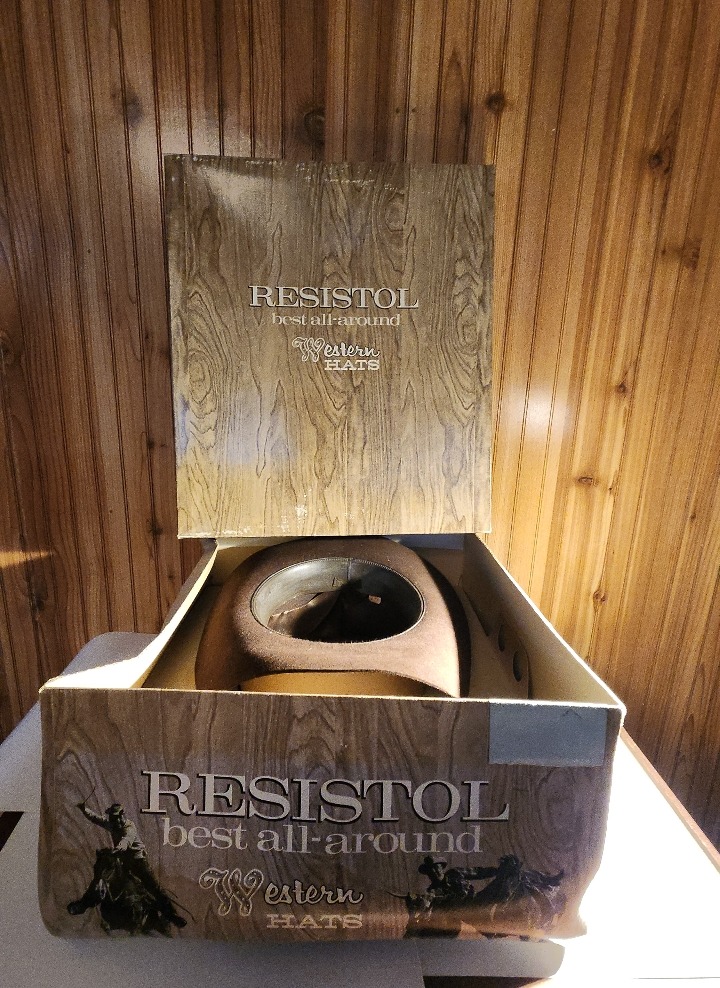 RESISTOL
best all-around
Western
HATS
RESISTOL
best all-around
Western
HATS